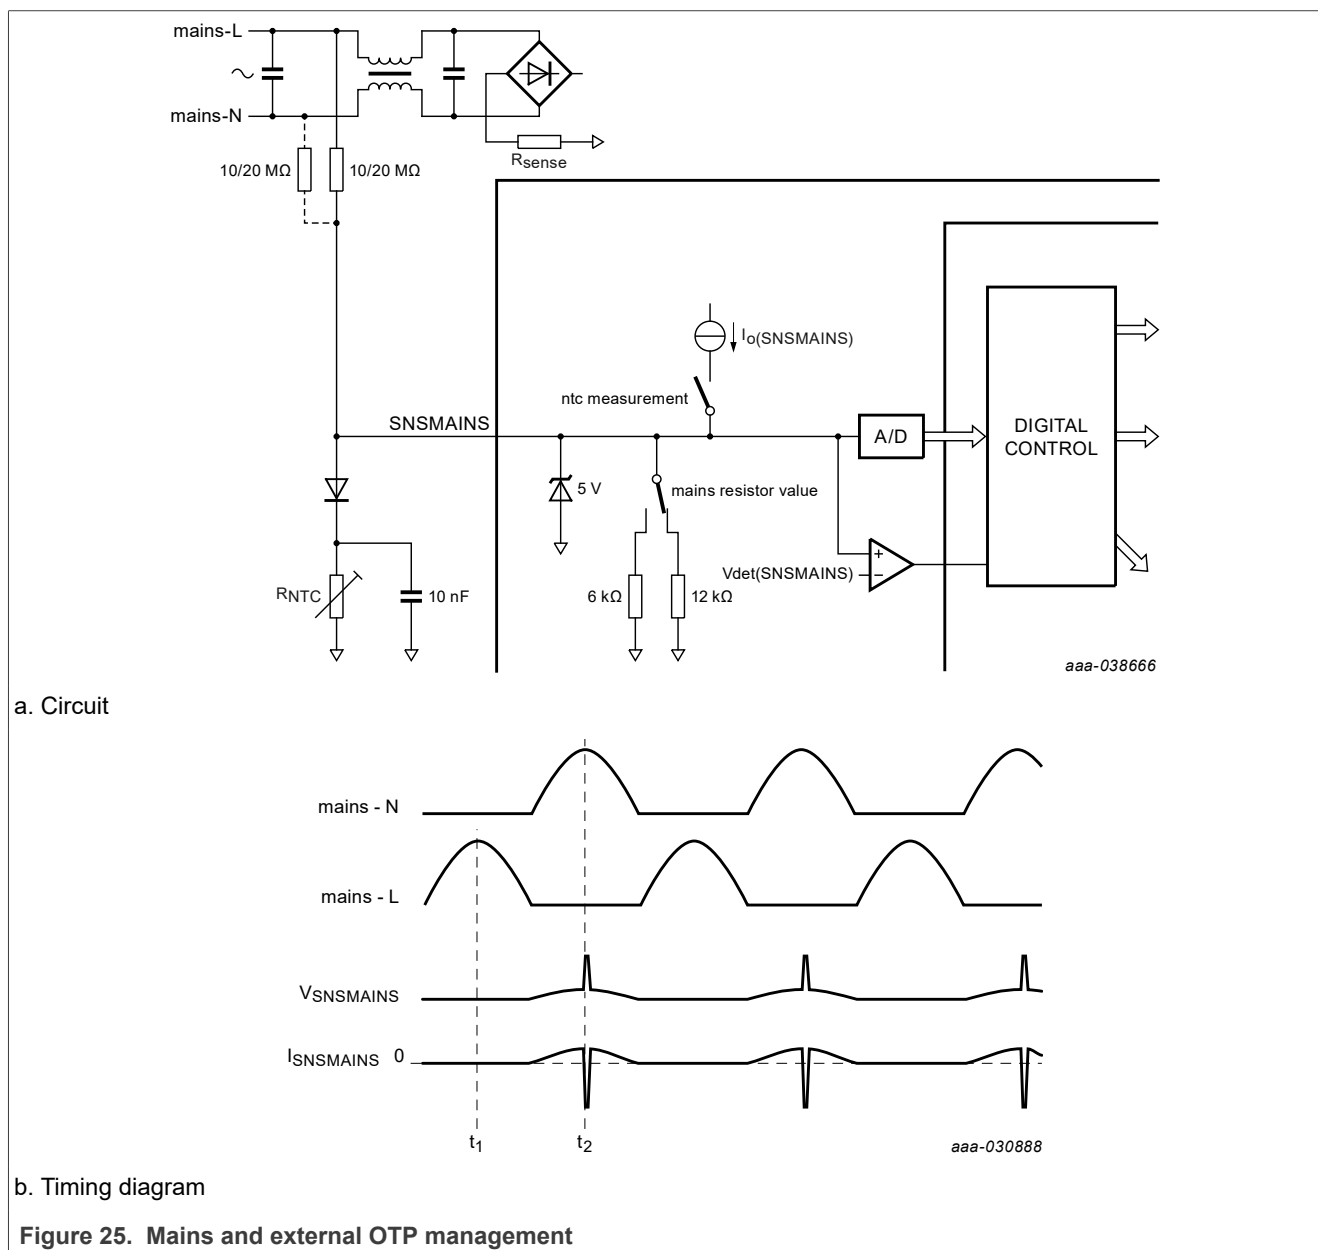 mains-L
mains-N
10/20 MΩ
10/20 MΩ
Rsense
Io(SNSMAINS)
ntc measurement
SNSMAINS
A/D
DIGITAL
CONTROL
5 V
mains resistor value
Vdet(SNSMAINS)
+
−
RNTC
10 nF
6 kΩ
12 kΩ
aaa-038666
a. Circuit
mains - N
mains - L
VSNSMAINS
ISNSMAINS 0
t1
t2
aaa-030888
b. Timing diagram
Figure 25. Mains and external OTP management